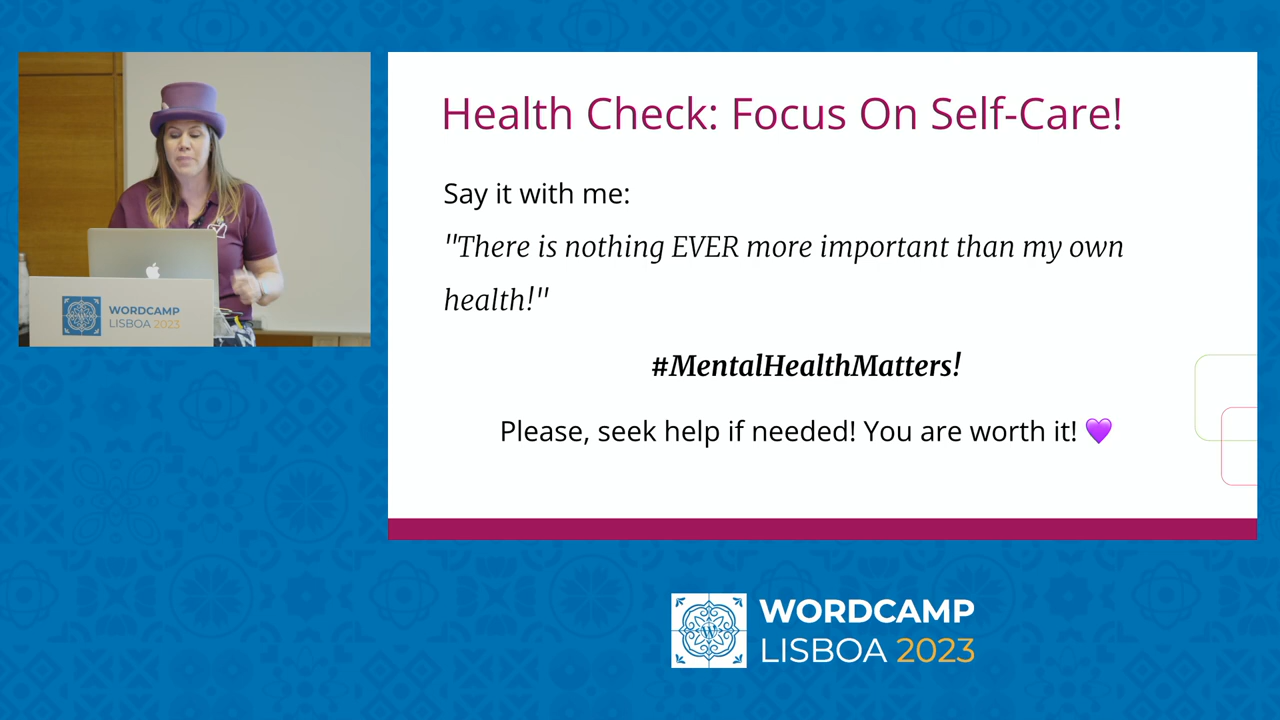 Health Check: Focus On Self-Care!
Say it with me:
"There is nothing EVER more important than my own
health!"
#MentalHealthMatters!
Please, seek help if needed! You are worth it! 💜
WORDCAMP
LISBOA 2023
WORDCAMP
LISBOA 2023